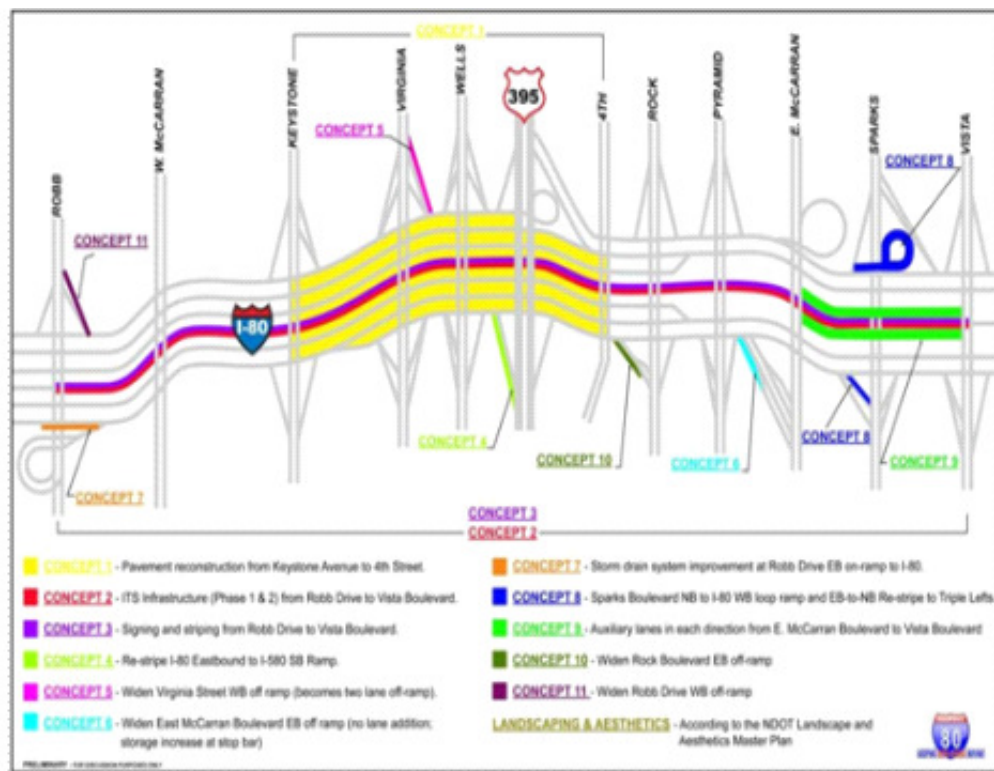 CONCEPT 1
ROBB
W. McCARRAN
KEYSTONE
VIRGINIA
WELLS
395
4TH
ROCK
PYRAMID
E. McCARRAN
SPARKS
VISTA
CONCEPT 5
CONCEPT 8
CONCEPT 11
I-80
CONCEPT 4
CONCEPT 10
CONCEPT 6
CONCEPT 8
CONCEPT 9
CONCEPT 7
CONCEPT 3
CONCEPT 2
CONCEPT 1 - Pavement reconstruction from Keystone Avenue to 4th Street.
CONCEPT 2 - ITS Infrastructure (Phase 1 & 2) from Robb Drive to Vista Boulevard.
CONCEPT 3 - Signing and striping from Robb Drive to Vista Boulevard.
CONCEPT 4 - Re-stripe I-80 Eastbound to I-580 SB Ramp.
CONCEPT 5 - Widen Virginia Street WB off ramp (becomes two lane off-ramp).
CONCEPT 6 - Widen East McCarran Boulevard EB off ramp (no lane addition;
storage increase at stop bar)
CONCEPT 7 - Storm drain system improvement at Robb Drive EB on-ramp to I-80.
CONCEPT 8 - Sparks Boulevard NB to I-80 WB loop ramp and EB-to-NB Re-stripe to Triple Lefts
CONCEPT 9 - Auxiliary lanes in each direction from E. McCarran Boulevard to Vista Boulevard
CONCEPT 10 - Widen Rock Boulevard EB off-ramp
CONCEPT 11 - Widen Robb Drive WB off-ramp
LANDSCAPING & AESTHETICS - According to the NDOT Landscape and
Aesthetics Master Plan
80
PRELIMINARY - FOR DISCUSSION PURPOSES ONLY